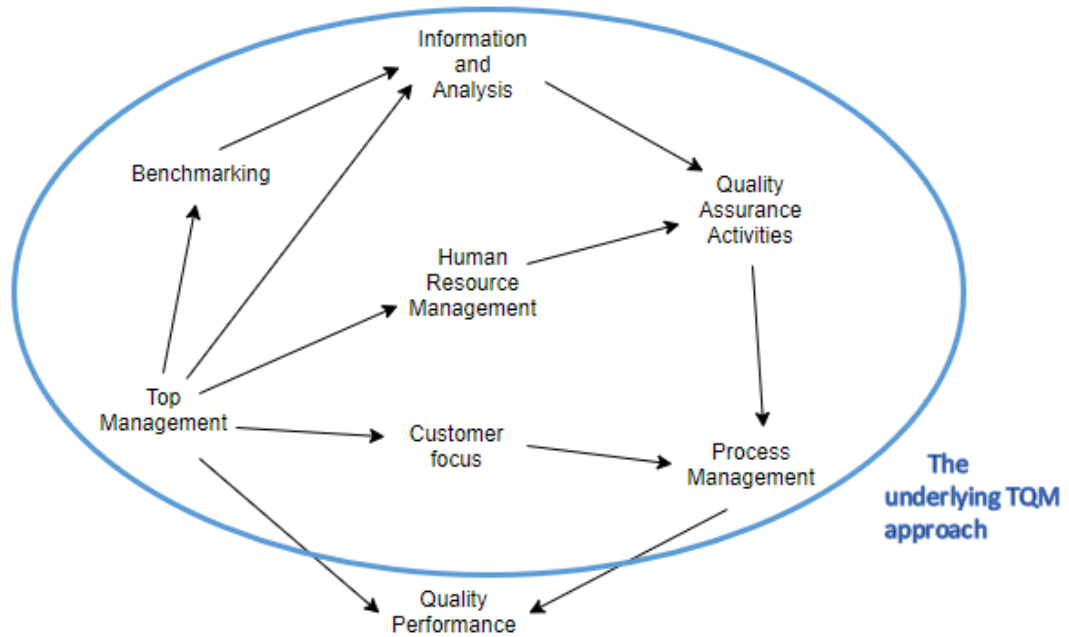 Information
and
Analysis
Benchmarking
Quality
Assurance
Activities
Human
Resource
Management
Top
Management
Customer
focus
Process
Management
The
underlying TQM
approach
Quality
Performance